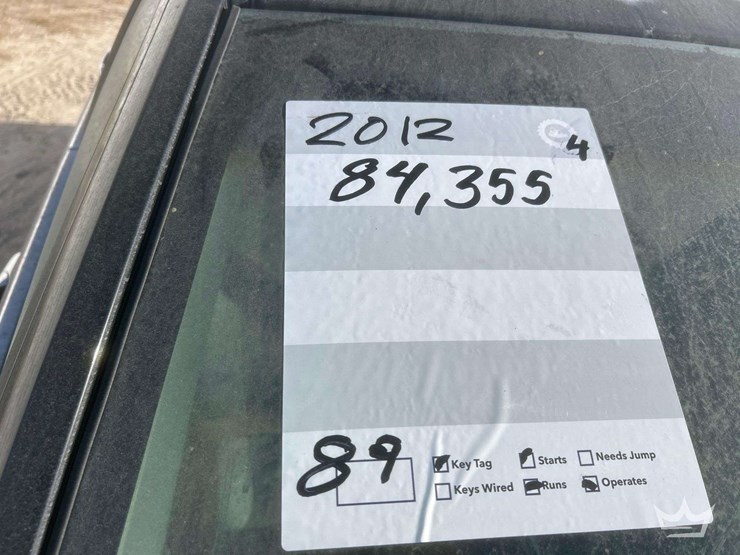 2012
4
84,355
89
Key Tag Starts Needs Jump
Keys Wired Runs Operates